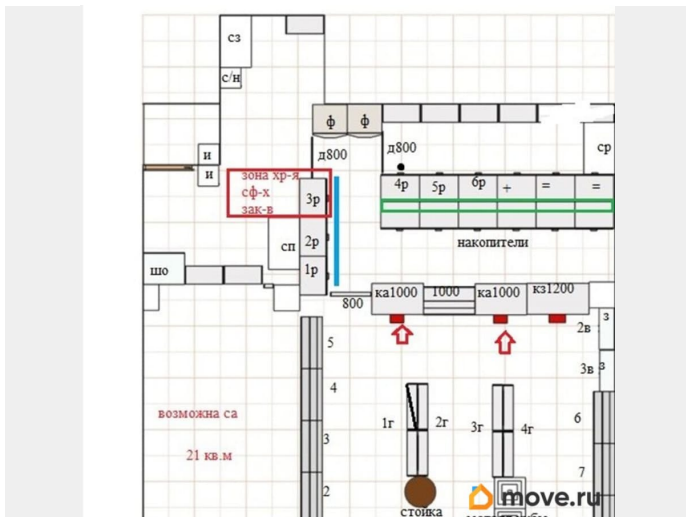 сз
с/н
ф ф
и
и
д800
д800
ср
зона хр-я
сф-х
зак-в
3р
4р 5р 6р + = =
2р
сп
накопители
1р
шо
800
ка1000 1000 ка1000 кз1200
з
2в
3в з
5
4
1г 2г 3г 4г
6
возможна са
3
21 кв.м
7
2
move.ru
стойка